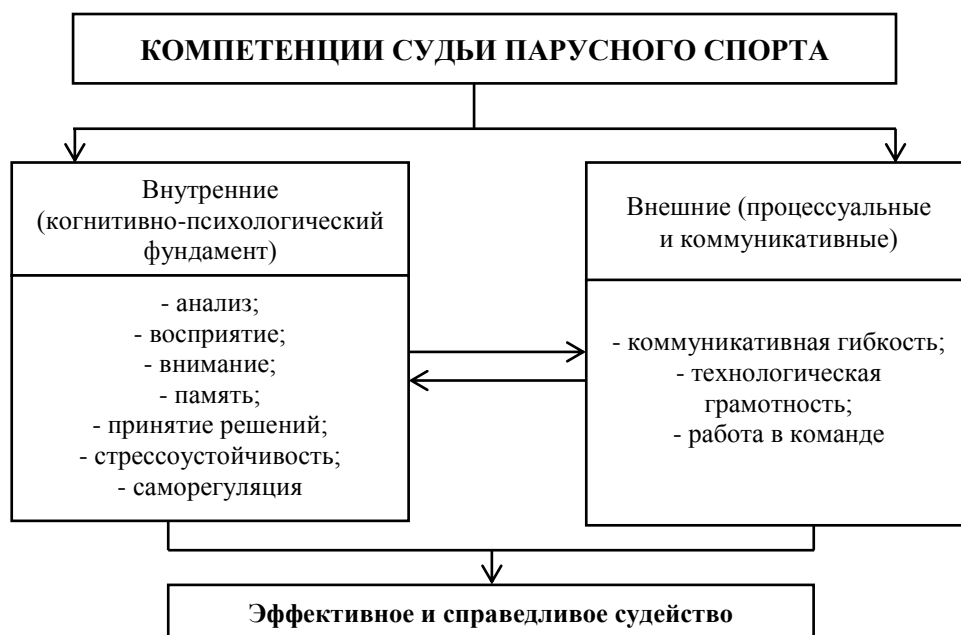 КОМПЕТЕНЦИИ СУДЬИ ПАРУСНОГО СПОРТА
Внутренние
(когнитивно-психологический
фундамент)
- анализ;
- восприятие;
- внимание;
- память;
- принятие решений;
- стрессоустойчивость;
- саморегуляция
Внешние (процессуальные
и коммуникативные)
- коммуникативная гибкость;
- технологическая
грамотность;
- работа в команде
Эффективное и справедливое судейство